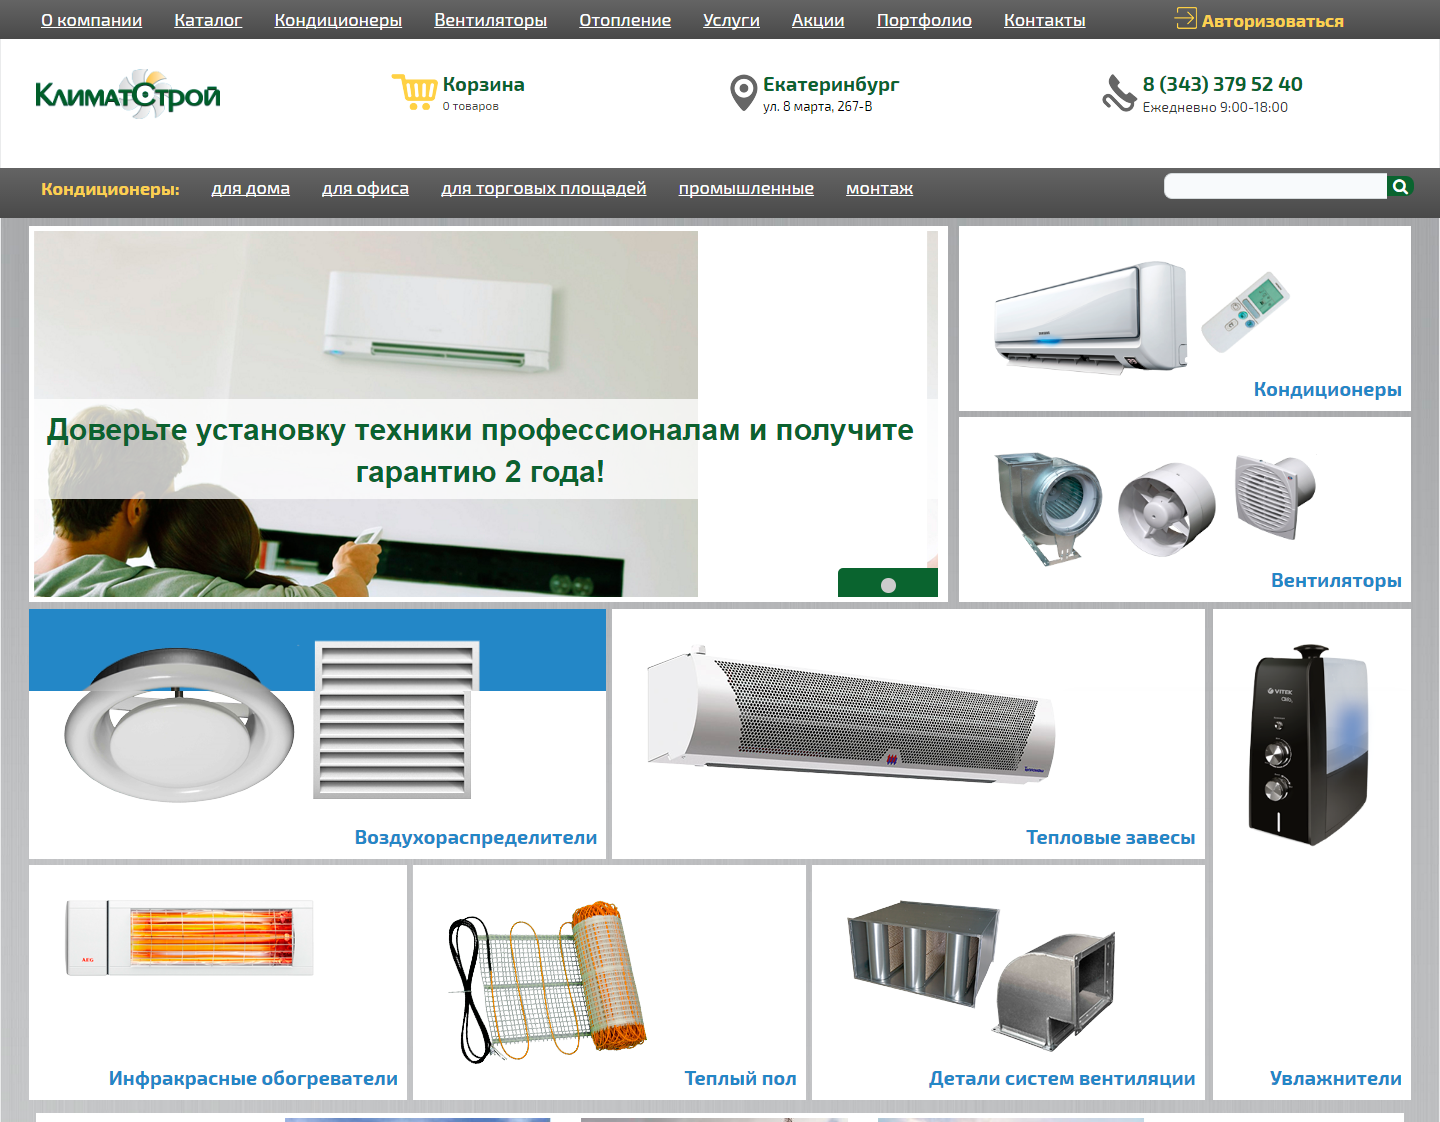 О компании Каталог Кондиционеры Вентиляторы Отопление Услуги Акции Портфолио Контакты Авторизоваться
КлиматСтрой
Корзина
0 товаров
Екатеринбург
ул. 8 марта, 267-В
8 (343) 379 52 40
Ежедневно 9:00-18:00
Кондиционеры: для дома для офиса для торговых площадей промышленные монтаж
Доверьте установку техники профессионалам и получите
гарантию 2 года!
Кондиционеры
Вентиляторы
VITEK
Воздухораспределители
Тепловые завесы
AEG
Инфракрасные обогреватели
Теплый пол
Детали систем вентиляции
Увлажнители